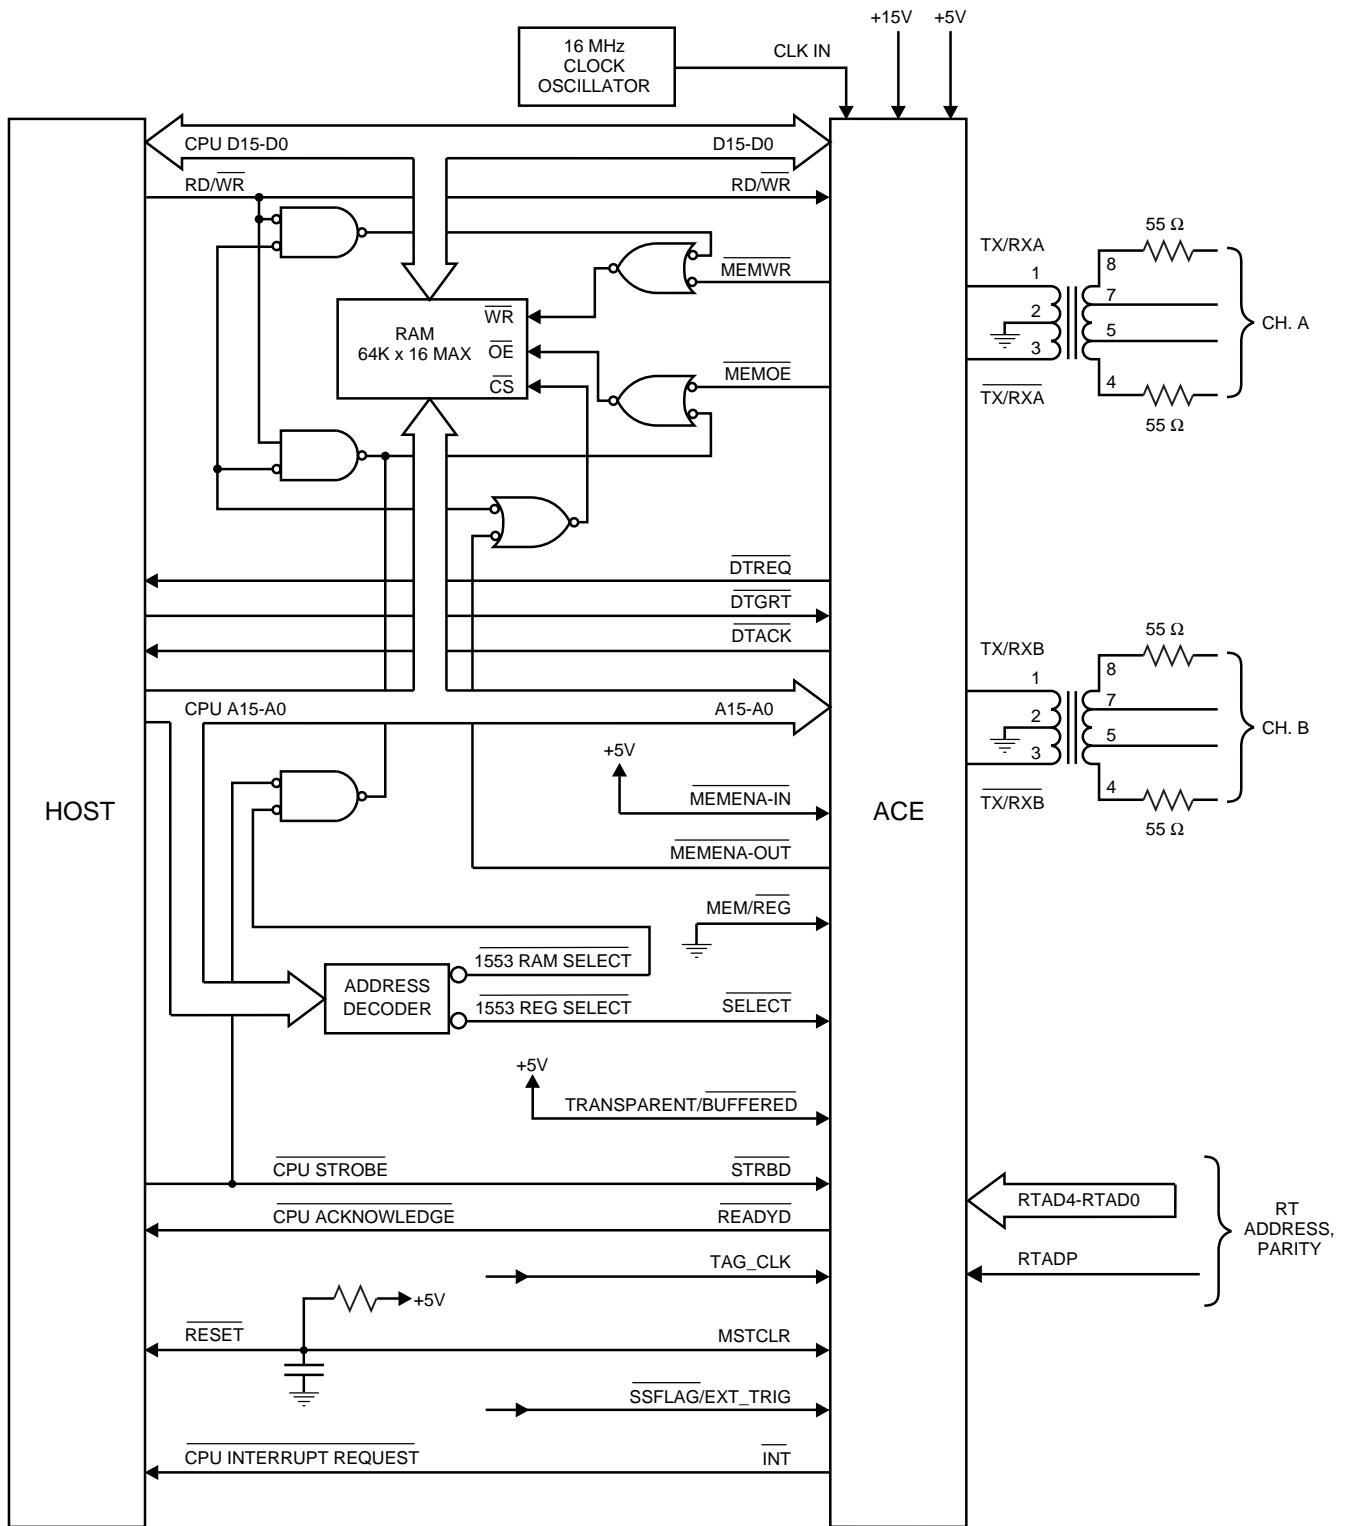 +15V
+5V
16 MHz
CLOCK
OSCILLATOR
CLK IN
CPU D15-D0
D15-D0
RD/WR
RD/WR
TX/RXA
55 Ω
1
8
MEMWR
7
2
5
CH. A
3
4
TX/RXA
55 Ω
RAM
64K x 16 MAX
WR
OE
CS
MEMOE
DTREQ
DTGRT
DTACK
CPU A15-A0
A15-A0
TX/RXB
55 Ω
1
8
7
2
5
CH. B
3
4
TX/RXB
55 Ω
+5V
HOST
MEMENA-IN
ACE
MEMENA-OUT
MEM/REG
ADDRESS
DECODER
1553 RAM SELECT
1553 REG SELECT
SELECT
+5V
TRANSPARENT/BUFFERED
CPU STROBE
STRBD
CPU ACKNOWLEDGE
READYD
RTAD4-RTAD0
RT
ADDRESS,
PARITY
RTADP
TAG_CLK
+5V
RESET
MSTCLR
SSFLAG/EXT_TRIG
CPU INTERRUPT REQUEST
INT